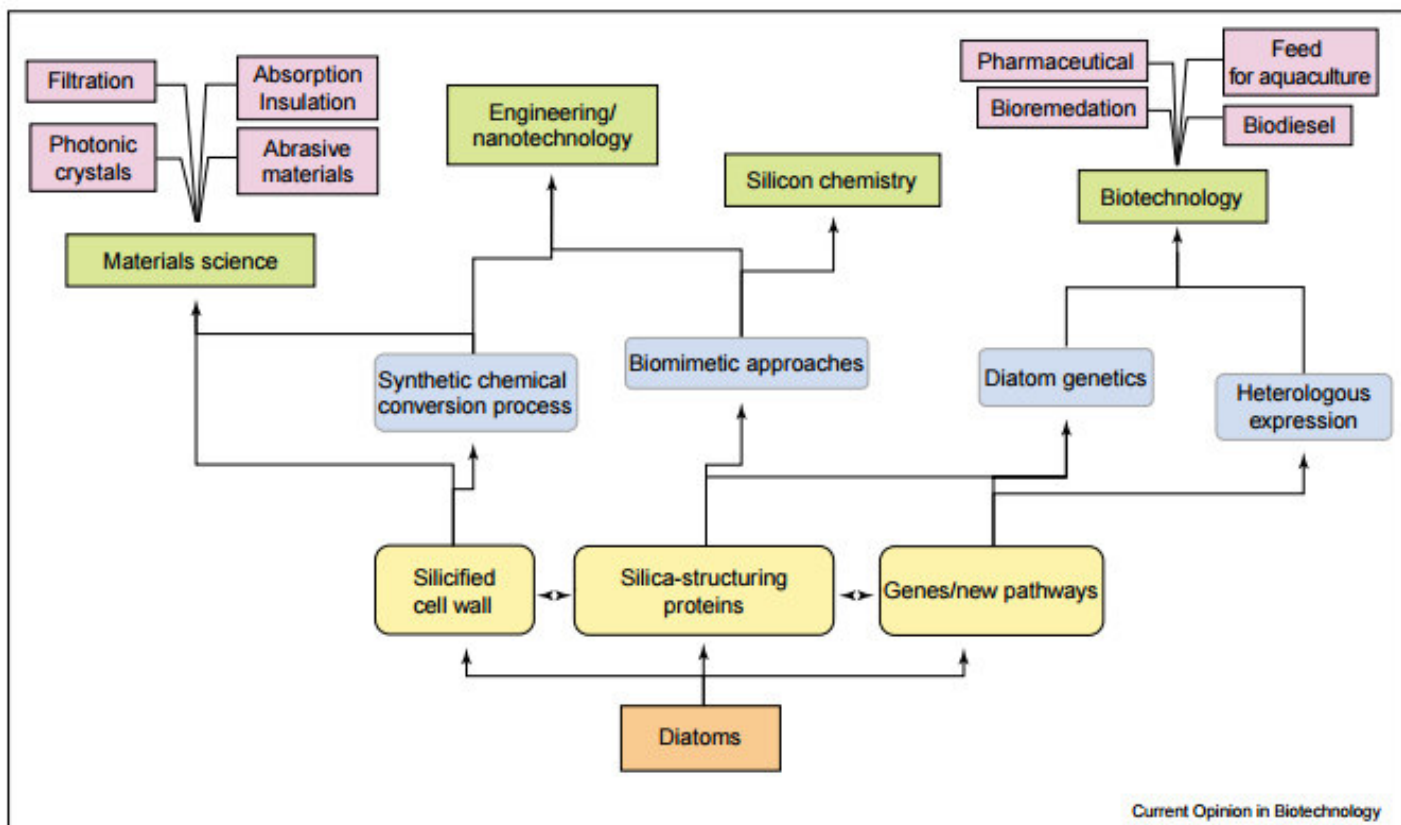 Filtration
Absorption
Insulation
Photonic
crystals
Abrasive
materials
Engineering/
nanotechnology
Silicon chemistry
Pharmaceutical
Feed
for aquaculture
Bioremedation
Biodiesel
Biotechnology
Materials science
Synthetic chemical
conversion process
Biomimetic approaches
Diatom genetics
Heterologous
expression
Silicified
cell wall
Silica-structuring
proteins
Genes/new pathways
Diatoms
Current Opinion in Biotechnology